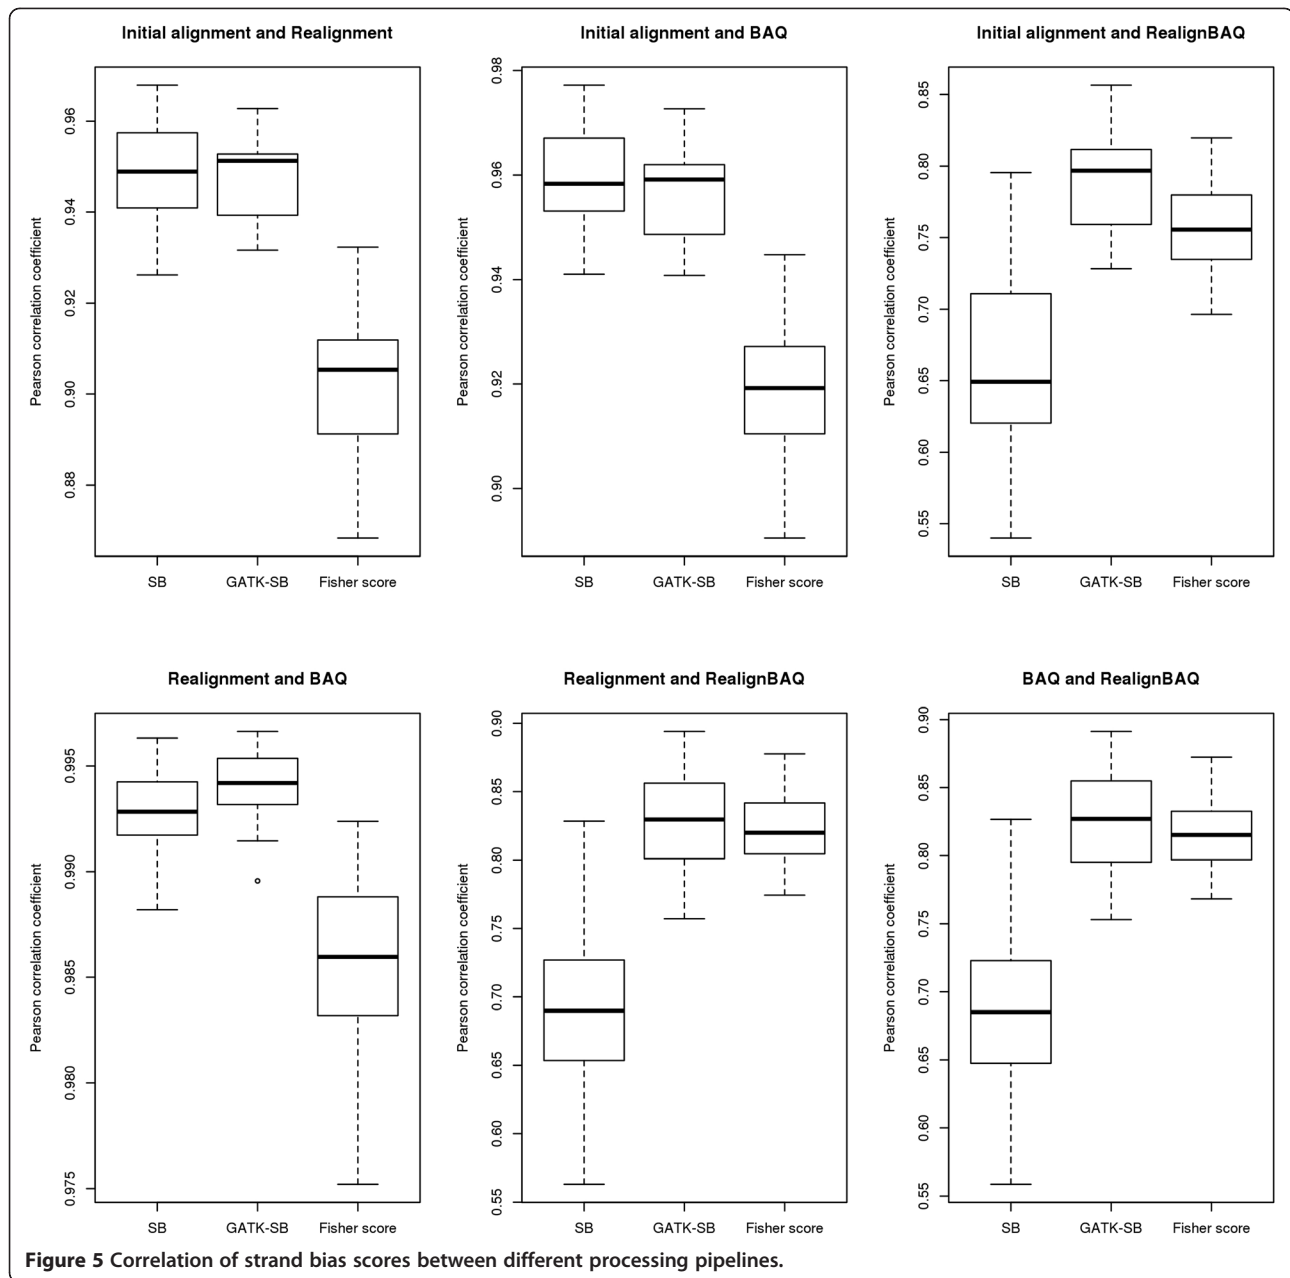 Initial alignment and Realignment
Pearson correlation coefficient
0.96
0.94
0.92
0.90
0.88
SB GATK-SB Fisher score
Initial alignment and BAQ
Pearson correlation coefficient
0.98
0.96
0.94
0.92
0.90
SB GATK-SB Fisher score
Initial alignment and RealignBAQ
Pearson correlation coefficient
0.85
0.80
0.75
0.70
0.65
0.60
0.55
SB GATK-SB Fisher score
Realignment and BAQ
Pearson correlation coefficient
0.995
0.990
0.985
0.980
0.975
SB GATK-SB Fisher score
Realignment and RealignBAQ
Pearson correlation coefficient
0.90
0.85
0.80
0.75
0.70
0.65
0.60
0.55
SB GATK-SB Fisher score
BAQ and RealignBAQ
Pearson correlation coefficient
0.90
0.85
0.80
0.75
0.70
0.65
0.60
0.55
SB GATK-SB Fisher score
Figure 5 Correlation of strand bias scores between different processing pipelines.